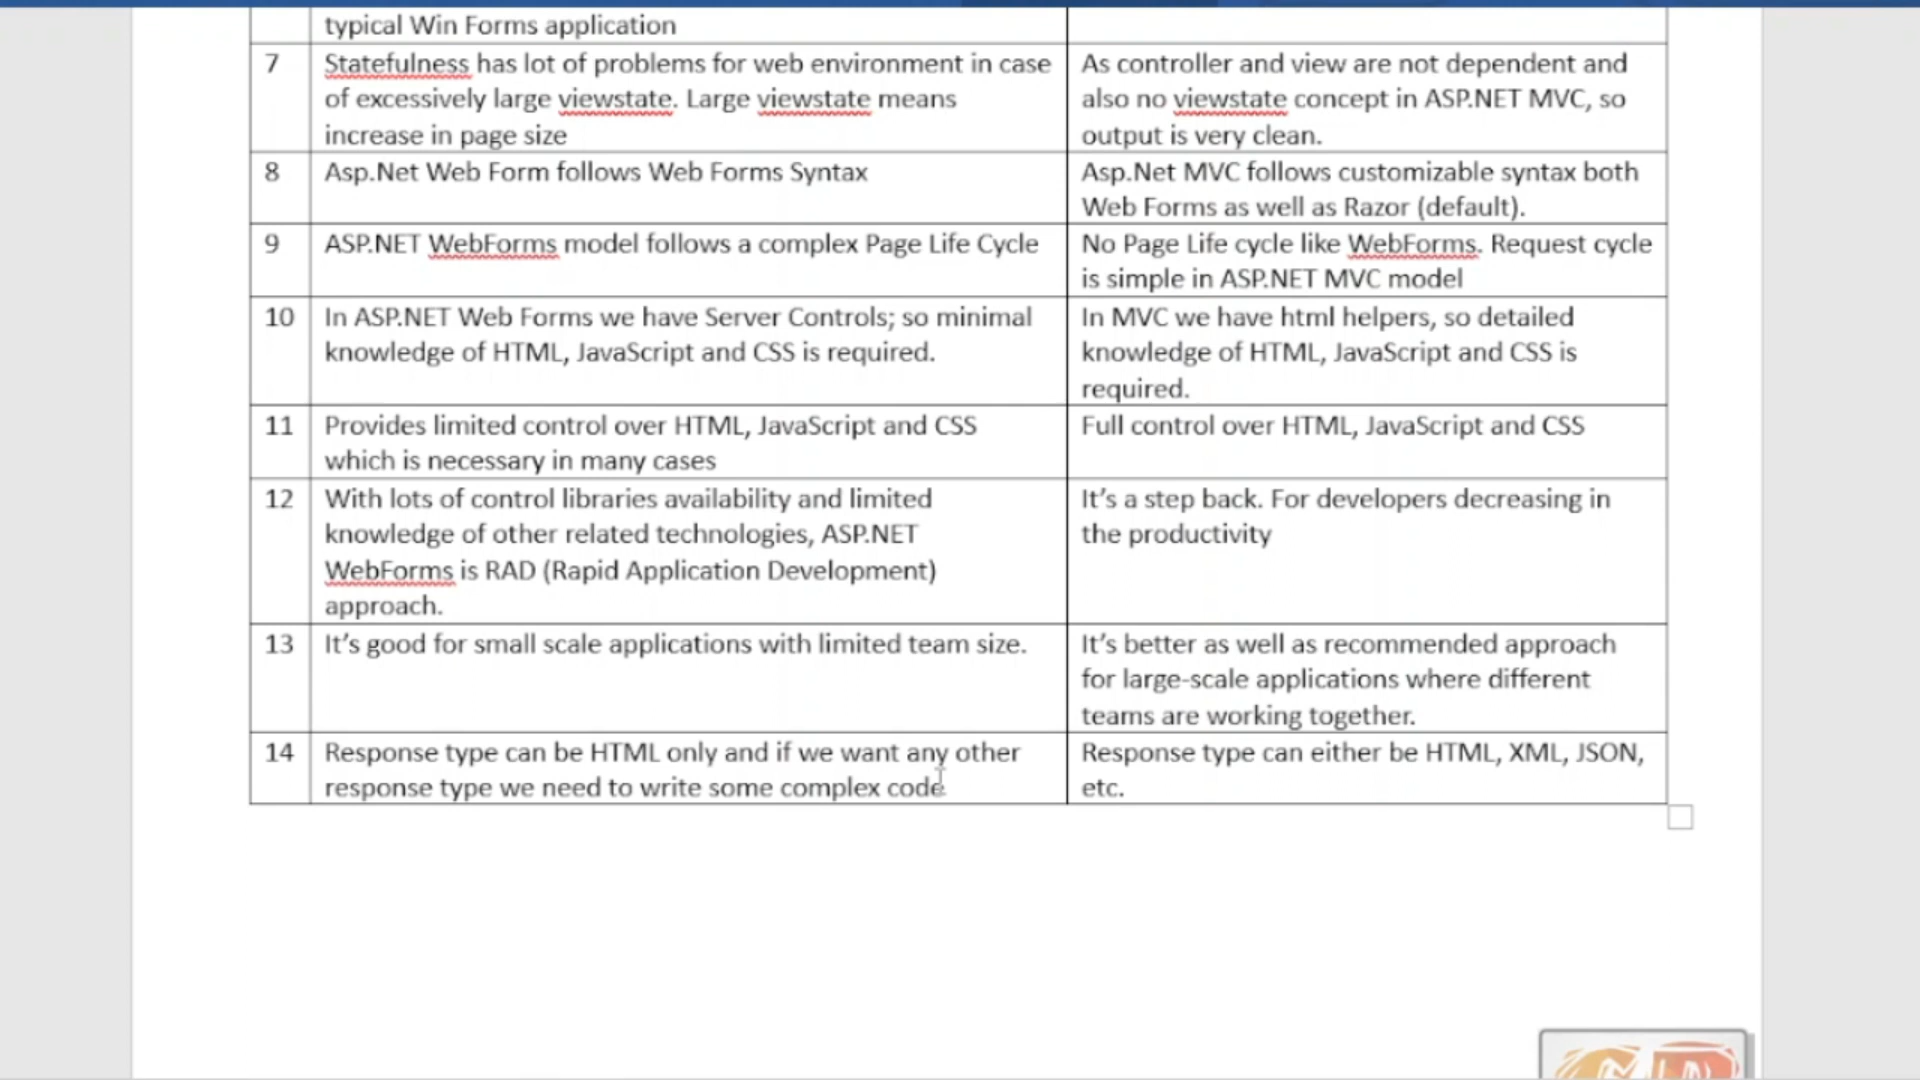 typical Win Forms application
7
Statefulness has lot of problems for web environment in case
of excessively large viewstate. Large viewstate means
increase in page size
As controller and view are not dependent and
also no viewstate concept in ASP.NET MVC, so
output is very clean.
8
Asp.Net Web Form follows Web Forms Syntax
Asp.Net MVC follows customizable syntax both
Web Forms as well as Razor (default).
9
ASP.NET WebForms model follows a complex Page Life Cycle
No Page Life cycle like WebForms. Request cycle
is simple in ASP.NET MVC model
10
In ASP.NET Web Forms we have Server Controls; so minimal
knowledge of HTML, JavaScript and CSS is required.
In MVC we have html helpers, so detailed
knowledge of HTML, JavaScript and CSS is
required.
11
Provides limited control over HTML, JavaScript and CSS
which is necessary in many cases
Full control over HTML, JavaScript and CSS
12
With lots of control libraries availability and limited
knowledge of other related technologies, ASP.NET
WebForms is RAD (Rapid Application Development)
approach.
It’s a step back. For developers decreasing in
the productivity
13
It’s good for small scale applications with limited team size.
It’s better as well as recommended approach
for large-scale applications where different
teams are working together.
14
Response type can be HTML only and if we want any other
response type we need to write some complex code
Response type can either be HTML, XML, JSON,
etc.